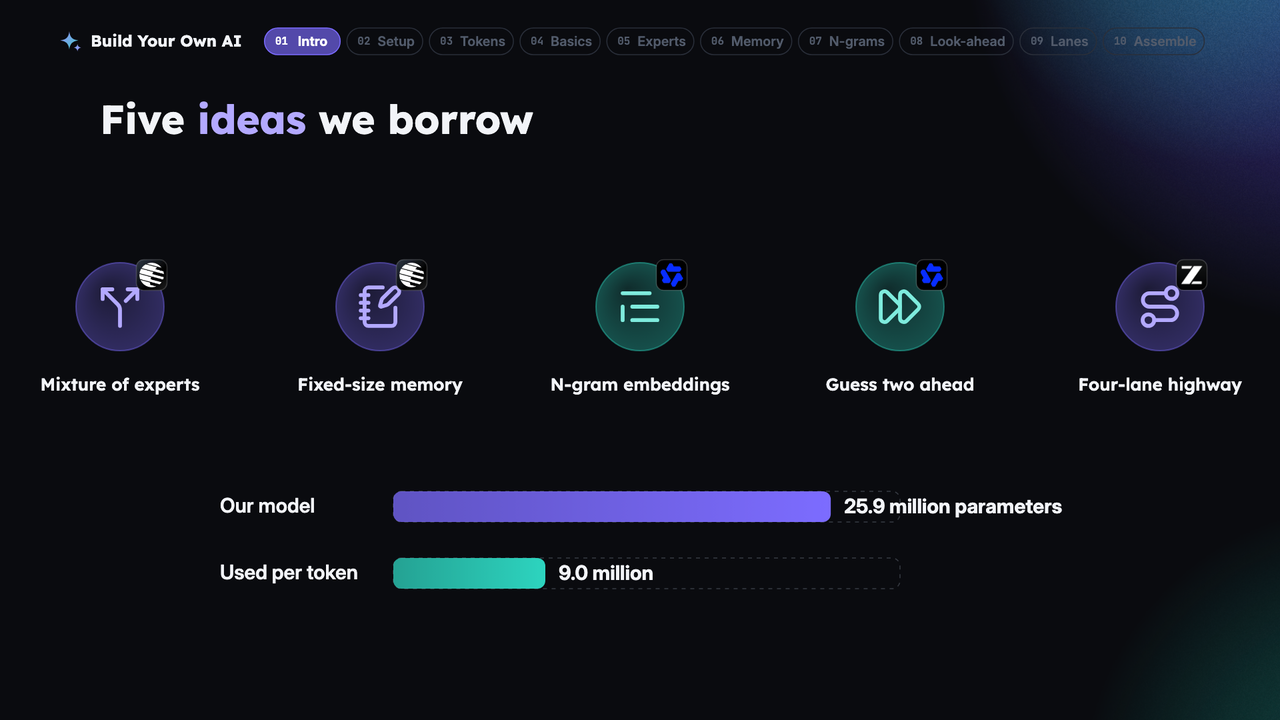 Build Your Own AI
01 Intro
02 Setup
03 Tokens
04 Basics
05 Experts
06 Memory
07 N-grams
08 Look-ahead
09 Lanes
10 Assemble
Five ideas we borrow
Mixture of experts
Fixed-size memory
N-gram embeddings
Guess two ahead
Four-lane highway
Our model
25.9 million parameters
Used per token
9.0 million